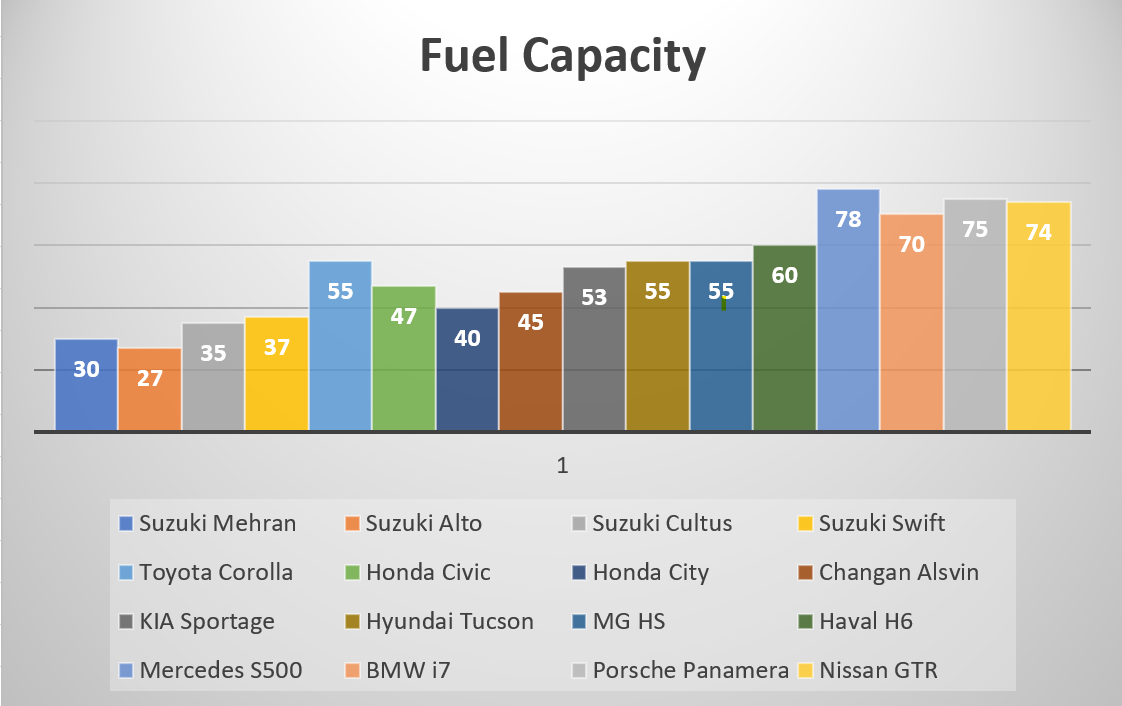 Fuel Capacity
30 27 35 37 55 47 40 45 53 55 55 60 78 70 75 74
1
Suzuki Mehran Suzuki Alto Suzuki Cultus Suzuki Swift
Toyota Corolla Honda Civic Honda City Changan Alsvin
KIA Sportage Hyundai Tucson MG HS Haval H6
Mercedes S500 BMW i7 Porsche Panamera Nissan GTR